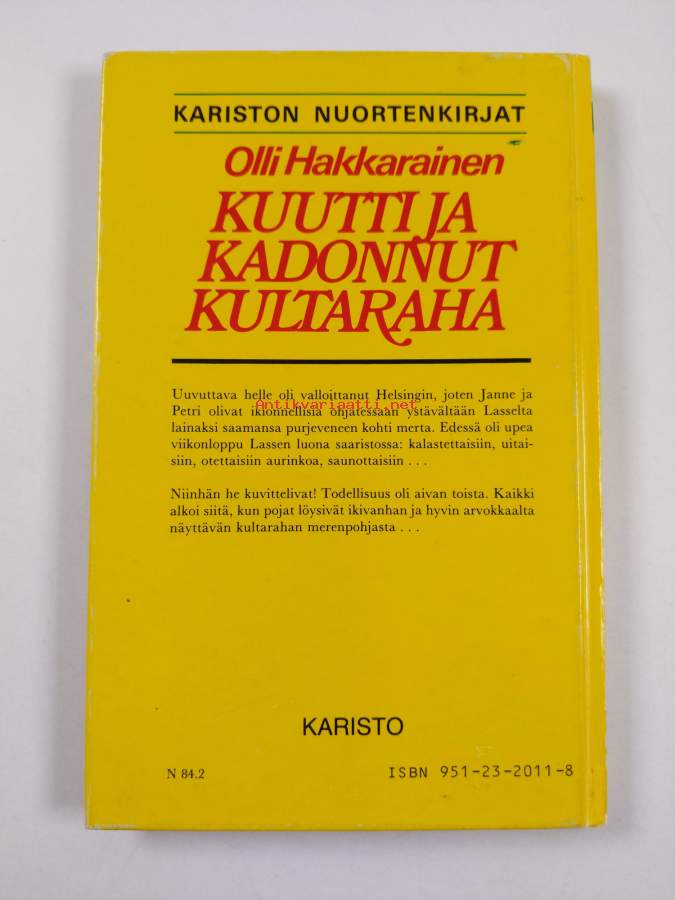 KARISTON NUORTENKIRJAT
Olli Hakkarainen
KUUTTI JA
KADONNUT
KULTARAHA
Uuvuttava helle oli valloittanut Helsingin, joten Janne ja
Antikvariaatti.net
Petri olivat ikionnellisia ohjatessaan ystävältään Lasselta
lainaksi saamansa purjeveneen kohti merta. Edessä oli upea
viikonloppu Lassen luona saaristossa: kalastettaisiin, uitai-
siin, otettaisiin aurinkoa, saunottaisiin . . .
Niinhän he kuvittelivat! Todellisuus oli aivan toista. Kaikki
alkoi siitä, kun pojat löysivät ikivanhan ja hyvin arvokkaalta
näyttävän kultarahan merenpohjasta . . .
KARISTO
N 84.2
ISBN 951-23-2011-8